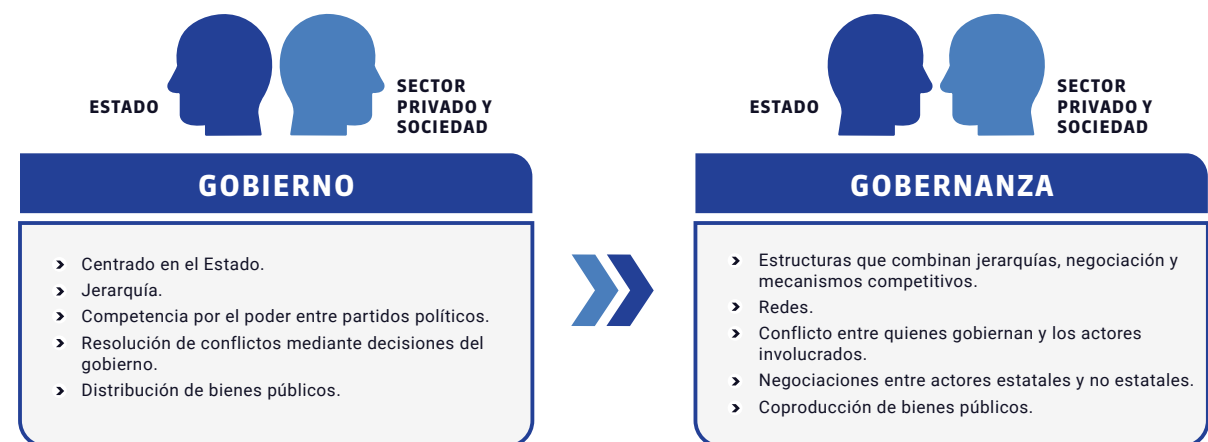 ESTADO
SECTOR
PRIVADO Y
SOCIEDAD
GOBIERNO
Centrado en el Estado.
Jerarquía.
Competencia por el poder entre partidos políticos.
Resolución de conflictos mediante decisiones del
gobierno.
Distribución de bienes públicos.
ESTADO
SECTOR
PRIVADO Y
SOCIEDAD
GOBERNANZA
Estructuras que combinan jerarquías, negociación y
mecanismos competitivos.
Redes.
Conflicto entre quienes gobiernan y los actores
involucrados.
Negociaciones entre actores estatales y no estatales.
Coproducción de bienes públicos.